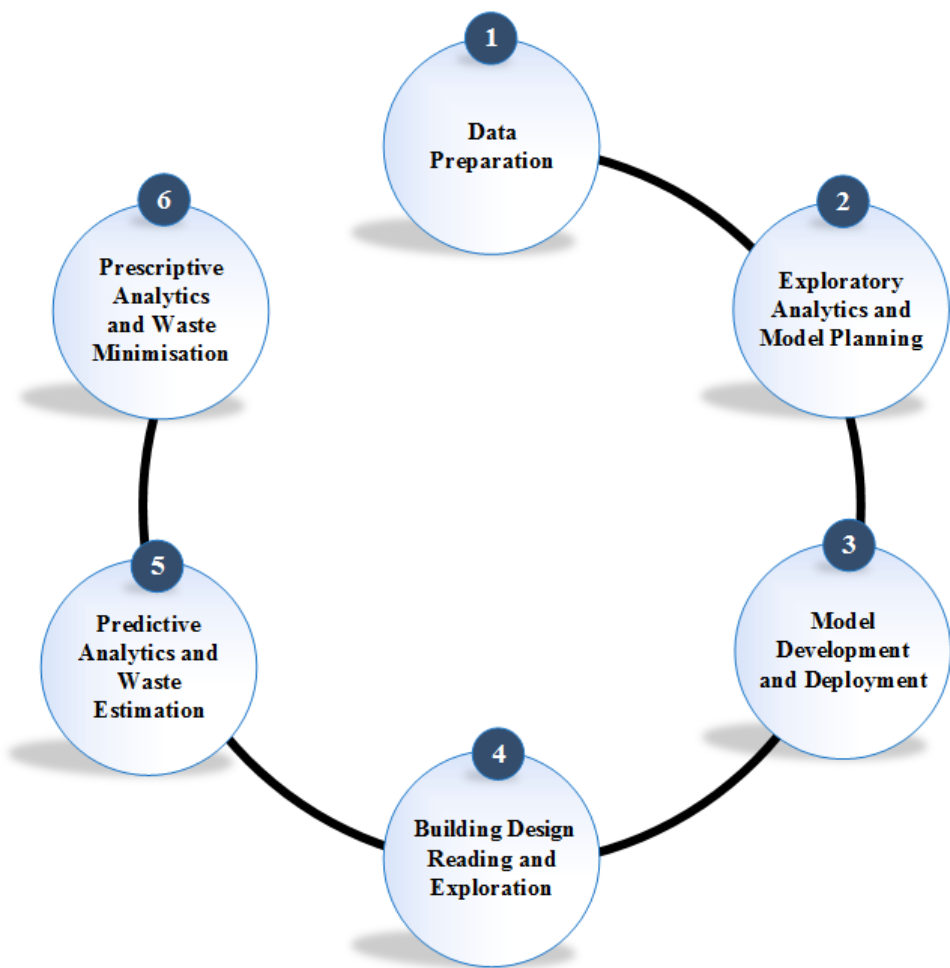 1
Data
Preparation
2
Exploratory
Analytics and
Model Planning
3
Model
Development
and Deployment
4
Building Design
Reading and
Exploration
5
Predictive
Analytics and
Waste
Estimation
6
Prescriptive
Analytics
and Waste
Minimisation